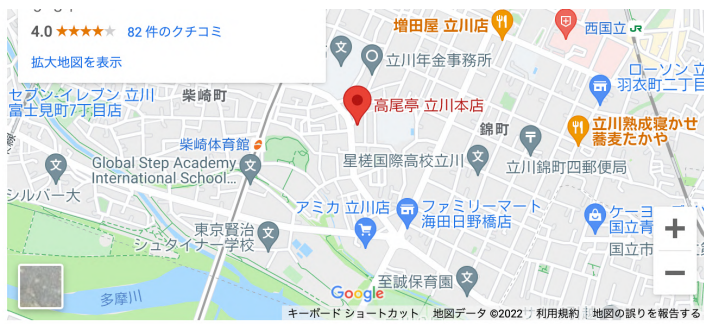 4.0 ★★★★★ 82 件のクチコミ
拡大地図を表示
増田屋 立川店
西国立
JR
立川年金事務所
ローソン 立
羽衣町二丁目
セブン-イレブン 立川
富士見町7丁目店
柴崎町
高尾亭 立川本店
錦町
立川熟成寝かせ
蕎麦たかや
柴崎体育館
Global Step Academy
International School...
星槎国際高校立川
立川錦町四郵便局
シルバー大
アミカ 立川店
ファミリーマート
海田日野橋店
ケーヨー
国立青
東京賢治
シュタイナー学校
国立市
至誠保育園
多摩川
Google
キーボード ショートカット 地図データ ©2022 利用規約 地図の誤りを報告する